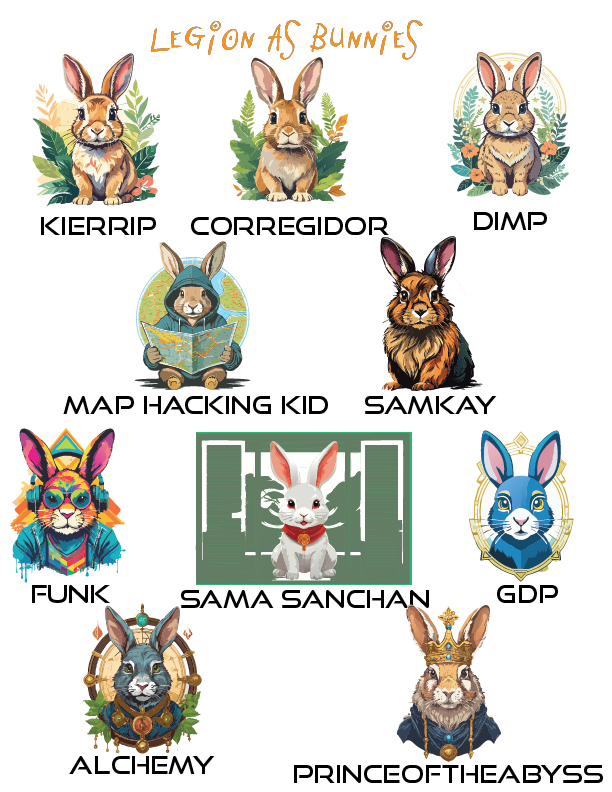 LEGION AS BUNNIES
KIERRIP
CORREGIDOR
DIMP
MAP HACKING KID
SAMKAY
FUNK
SAMA SANCHAN
GDP
ALCHEMY
PRINCEOFTHEABYSS